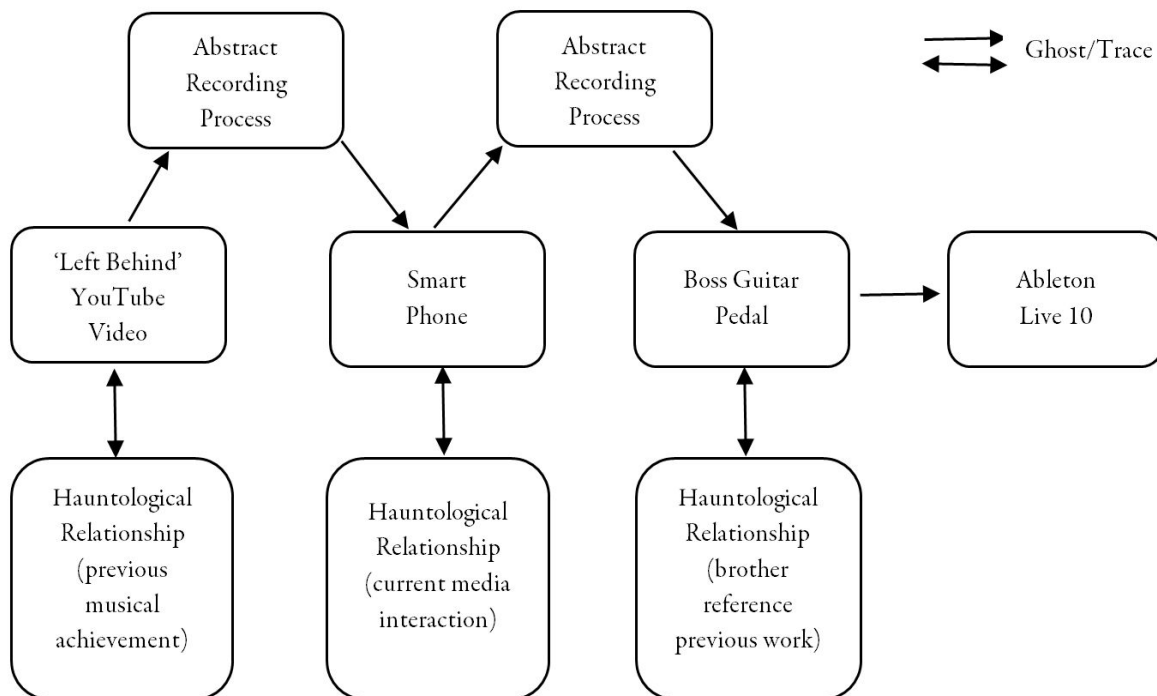 Abstract
Recording
Process
Abstract
Recording
Process
Ghost/Trace
‘Left Behind’
YouTube
Video
Smart
Phone
Boss Guitar
Pedal
Ableton
Live 10
Hauntological
Relationship
(previous
musical
achievement)
Hauntological
Relationship
(current media
interaction)
Hauntological
Relationship
(brother
reference
previous work)